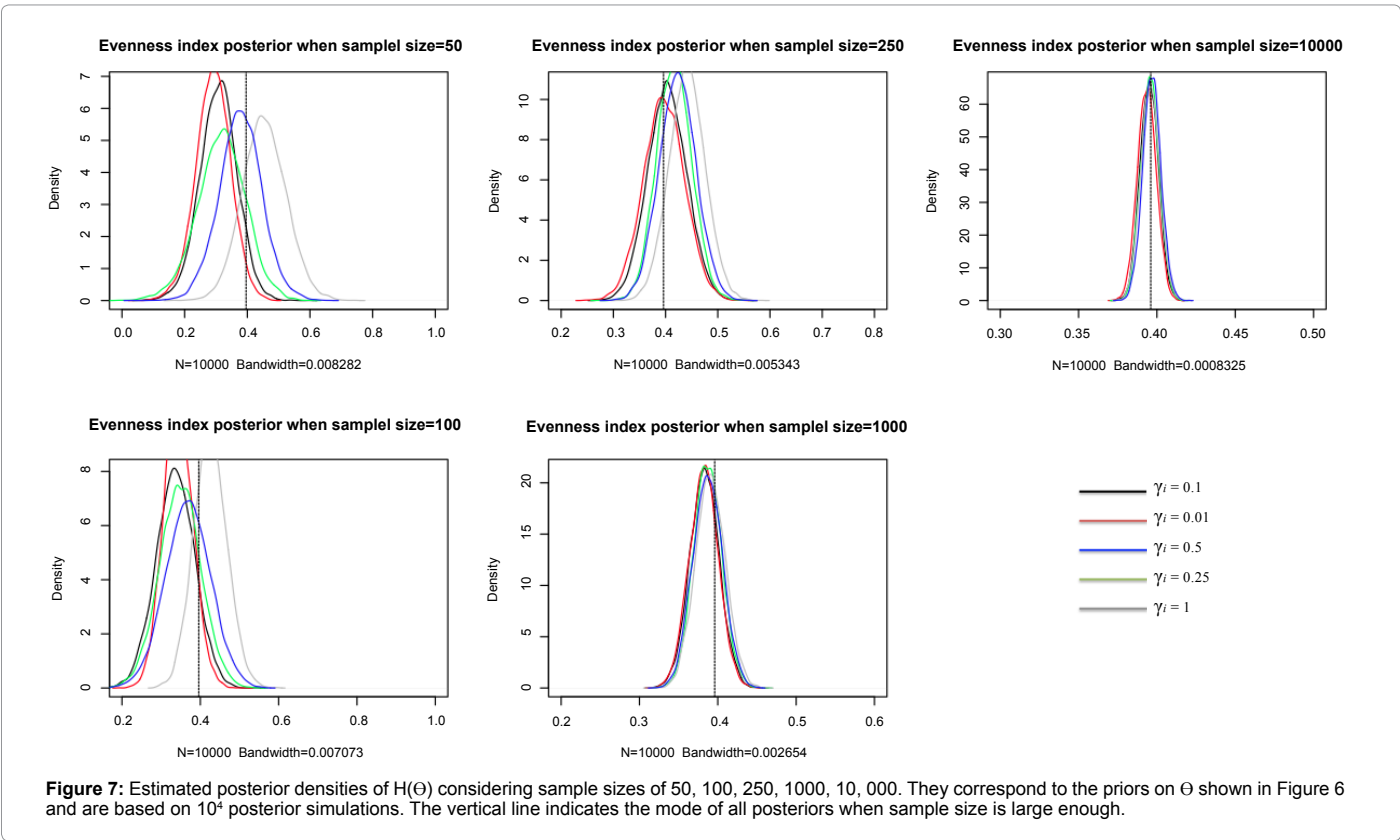 Evenness index posterior when samplel size=50
Density
7
6
5
4
3
2
1
0
0.0 0.2 0.4 0.6 0.8 1.0
N=10000 Bandwidth=0.008282
Evenness index posterior when samplel size=250
Density
10
8
6
4
2
0
0.2 0.3 0.4 0.5 0.6 0.7 0.8
N=10000 Bandwidth=0.005343
Evenness index posterior when samplel size=10000
Density
60
50
40
30
20
10
0
0.30 0.35 0.40 0.45 0.50
N=10000 Bandwidth=0.0008325
Evenness index posterior when samplel size=100
Density
8
6
4
2
0
0.2 0.4 0.6 0.8 1.0
N=10000 Bandwidth=0.007073
Evenness index posterior when samplel size=1000
Density
20
15
10
5
0
0.2 0.3 0.4 0.5 0.6
N=10000 Bandwidth=0.002654
γi = 0.1
γi = 0.01
γi = 0.5
γi = 0.25
γi = 1
Figure 7: Estimated posterior densities of H(Θ) considering sample sizes of 50, 100, 250, 1000, 10, 000. They correspond to the priors on Θ shown in Figure 6
and are based on 10⁴ posterior simulations. The vertical line indicates the mode of all posteriors when sample size is large enough.